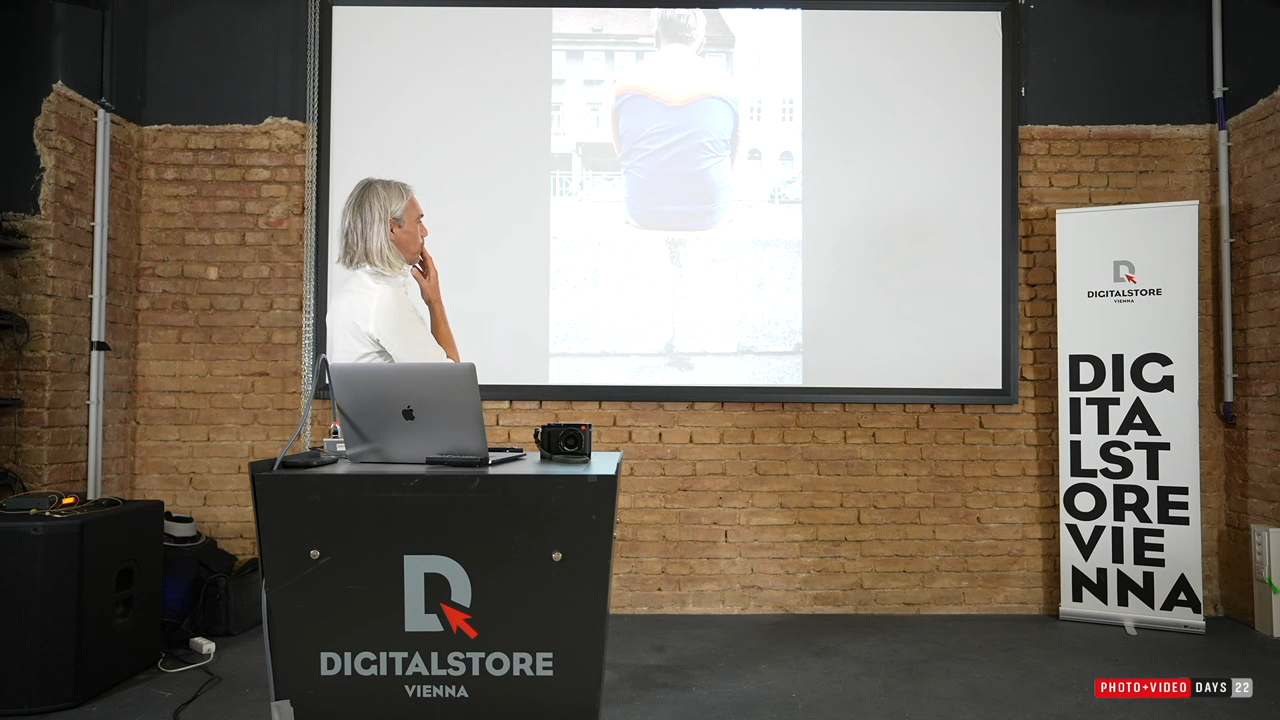 DIGITALSTORE
VIENNA
DIG
ITA
LST
ORE
VIE
NNA
DIGITALSTORE
VIENNA
PHOTO+VIDEO DAYS 22